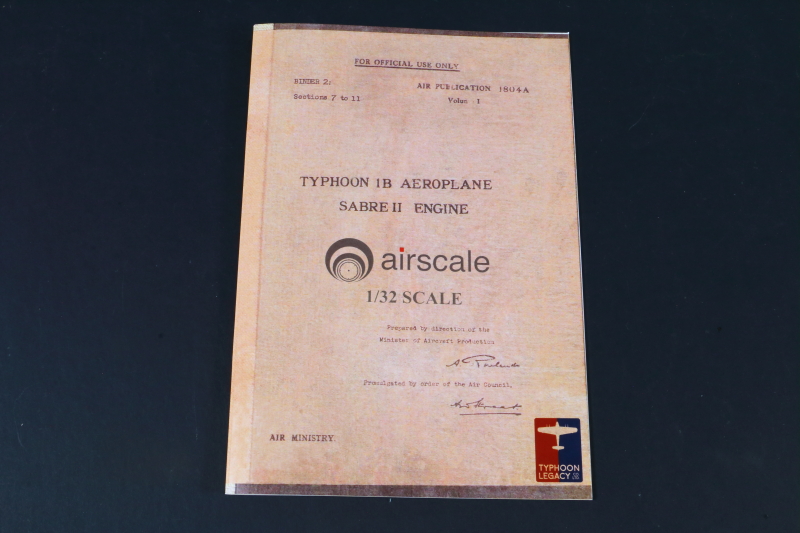 FOR OFFICIAL USE ONLY
BINDER 2:
AIR PUBLICATION 1804A
Sections 7 to 11
Volum I
TYPHOON 1B AEROPLANE
SABRE II ENGINE
airscale
1/32 SCALE
Prepared by direction of the
Minister of Aircraft Production
Promulgated by order of the Air Council,
AIR MINISTRY
TYPHOON
LEGACY